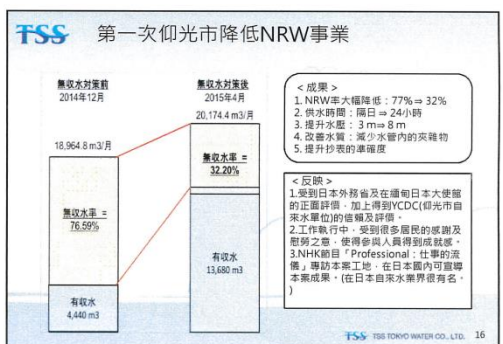 TSS 第一次仰光市降低NRW事業
無収水対策前
2014年12月
18,964.8 m3/月
無収水率 =
76.59%
有収水
4,440 m3
無収水対策後
2015年4月
20,174.4 m3/月
無収水率 =
32.20%
有収水
13,680 m3
<成果>
1. NRW率大幅降低:77%⇒32%
2. 供水時間:隔日⇒24小時
3. 提升水壓:3 m⇒8 m
4. 改善水質:減少水管內的夾雜物
5. 提升抄表的準確度
<反映>
1.受到日本外務省及在緬甸日本大使館
的正面評價,加上得到YCDC(仰光市自
來水單位)的信賴及評價。
2.工作執行中,受到很多居民的感謝及
慰勞之意,使得參與人員得到成就感。
3.NHK節目「Professional:仕事的流
儀」專訪本案工地,在日本國內可宣導
本案成果。(在日本自來水業界很有名。
)
TSS TSS TOKYO WATER CO., LTD. 16